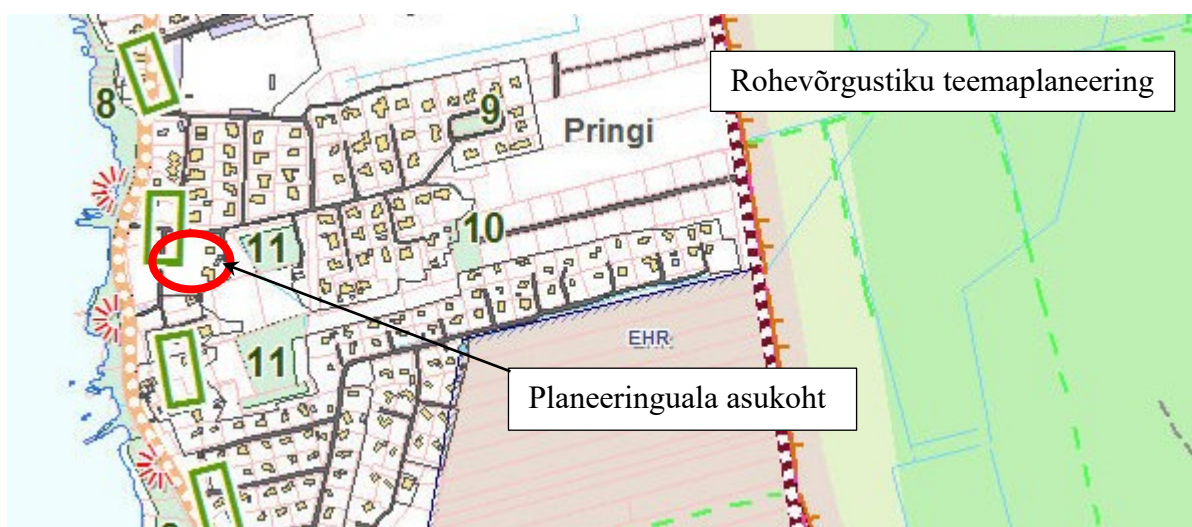 8
9
Rohevõrgustiku teemaplaneering
Pringi
10
11
EHR
11
Planeeringuala asukoht